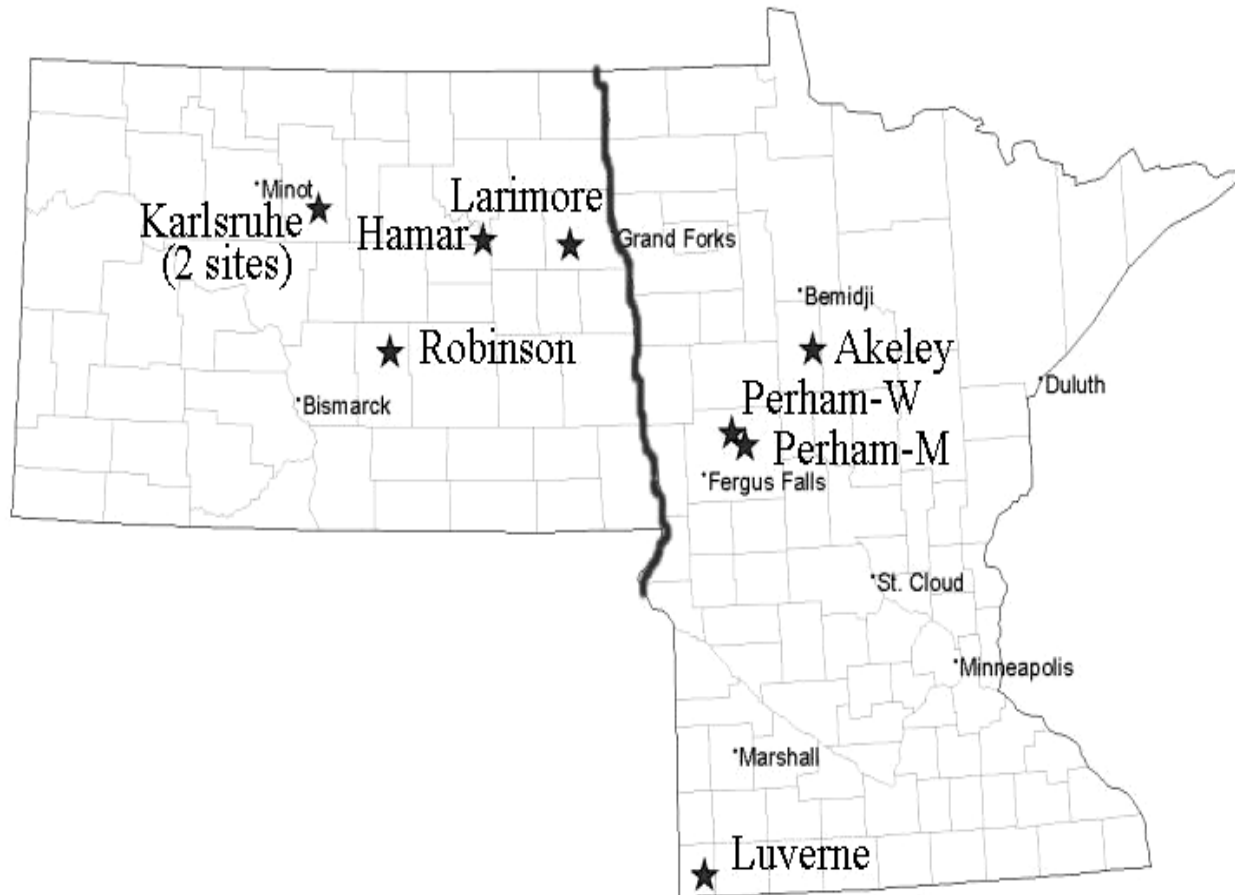 Minot
Larimore
Karlsruhe
(2 sites)
Hamar
Grand Forks
Bemidji
Robinson
Akeley
Duluth
Bismarck
Perham-W
Perham-M
Fergus Falls
St. Cloud
Minneapolis
Marshall
Luverne